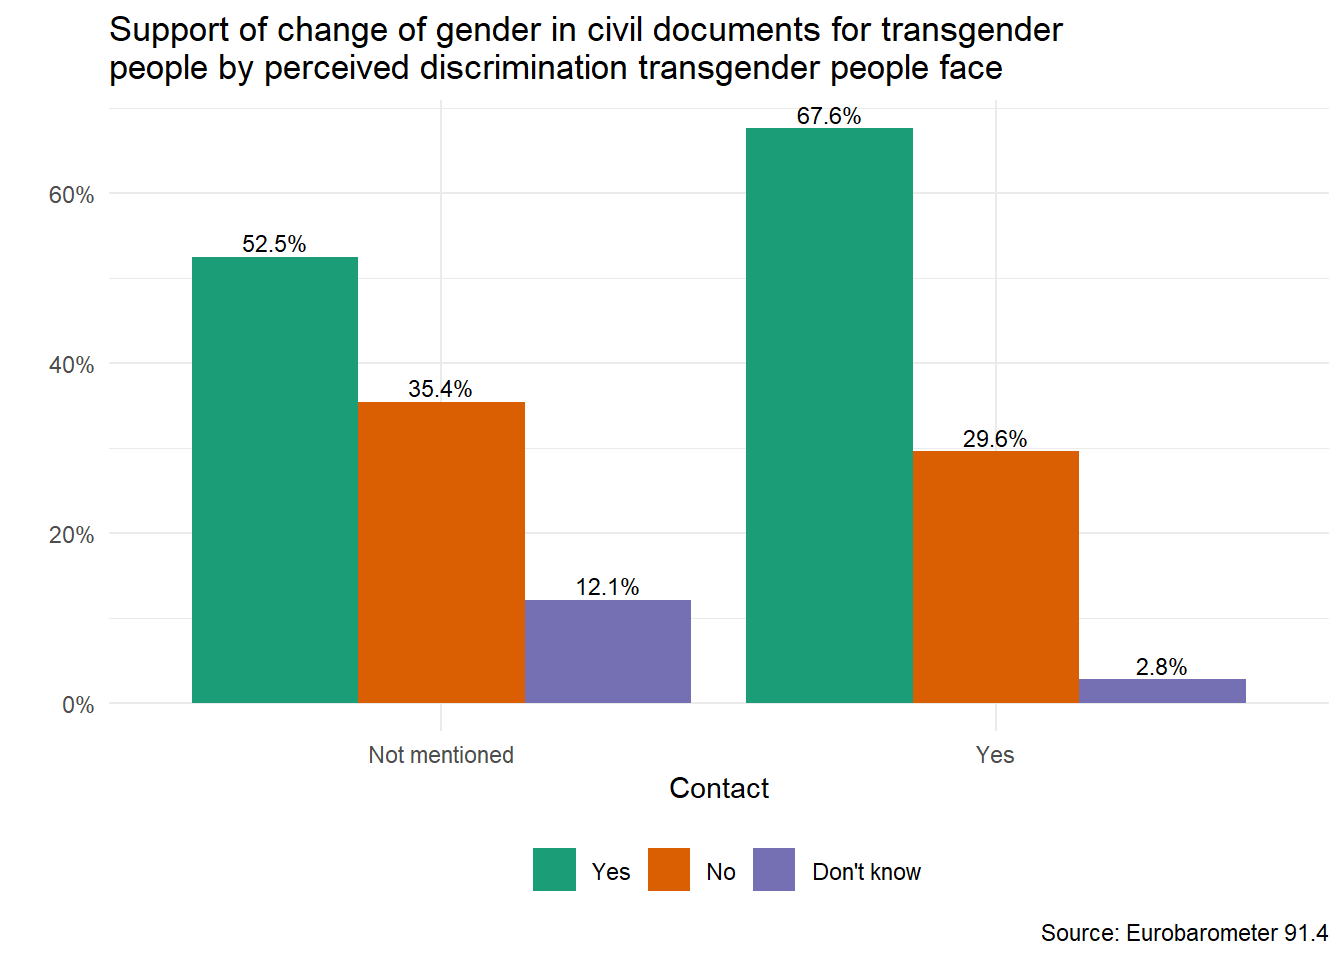 Support of change of gender in civil documents for transgender
people by perceived discrimination transgender people face
67.6%
60%
52.5%
40%
35.4%
29.6%
20%
12.1%
2.8%
0%
Not mentioned Yes
Contact
Yes No Don't know
Source: Eurobarometer 91.4